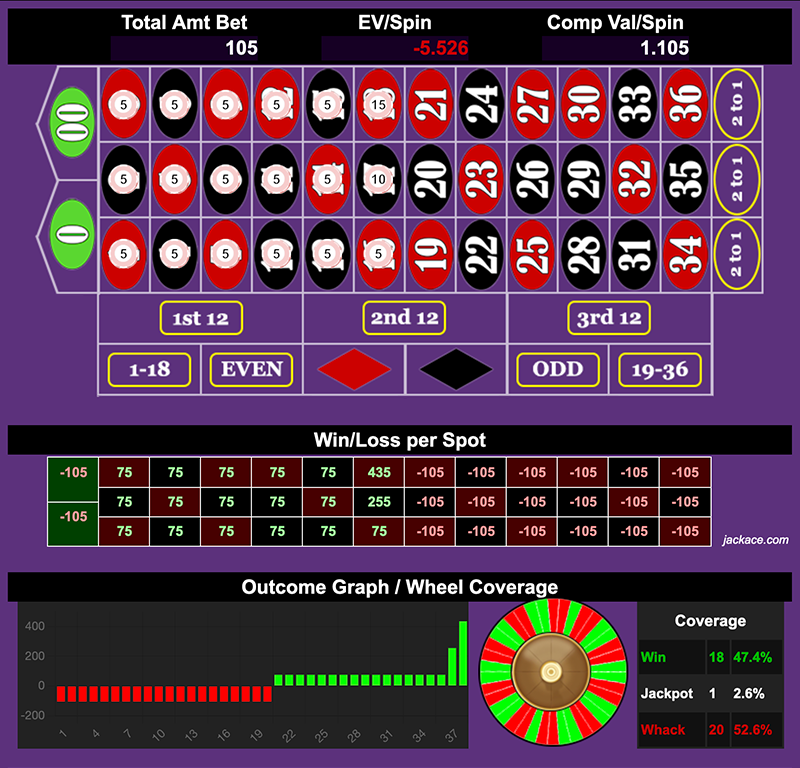 Total Amt Bet EV/Spin Comp Val/Spin
105 -5.526 1.105
00 5 5 5 5 5 15 21 24 27 30 33 36 2 to 1
5 5 5 5 5 10 20 23 26 29 32 35 2 to 1
0 5 5 5 5 5 5 19 22 25 28 31 34 2 to 1
1st 12 2nd 12 3rd 12
1-18 EVEN ODD 19-36
Win/Loss per Spot
-105 75 75 75 75 75 435 -105 -105 -105 -105 -105 -105
75 75 75 75 75 255 -105 -105 -105 -105 -105 -105
-105 75 75 75 75 75 75 -105 -105 -105 -105 -105 -105
jackace.com
Outcome Graph / Wheel Coverage
400
200
0
-200
1 4 7 10 13 16 19 22 25 28 31 34 37
Coverage
Win 18 47.4%
Jackpot 1 2.6%
Whack 20 52.6%